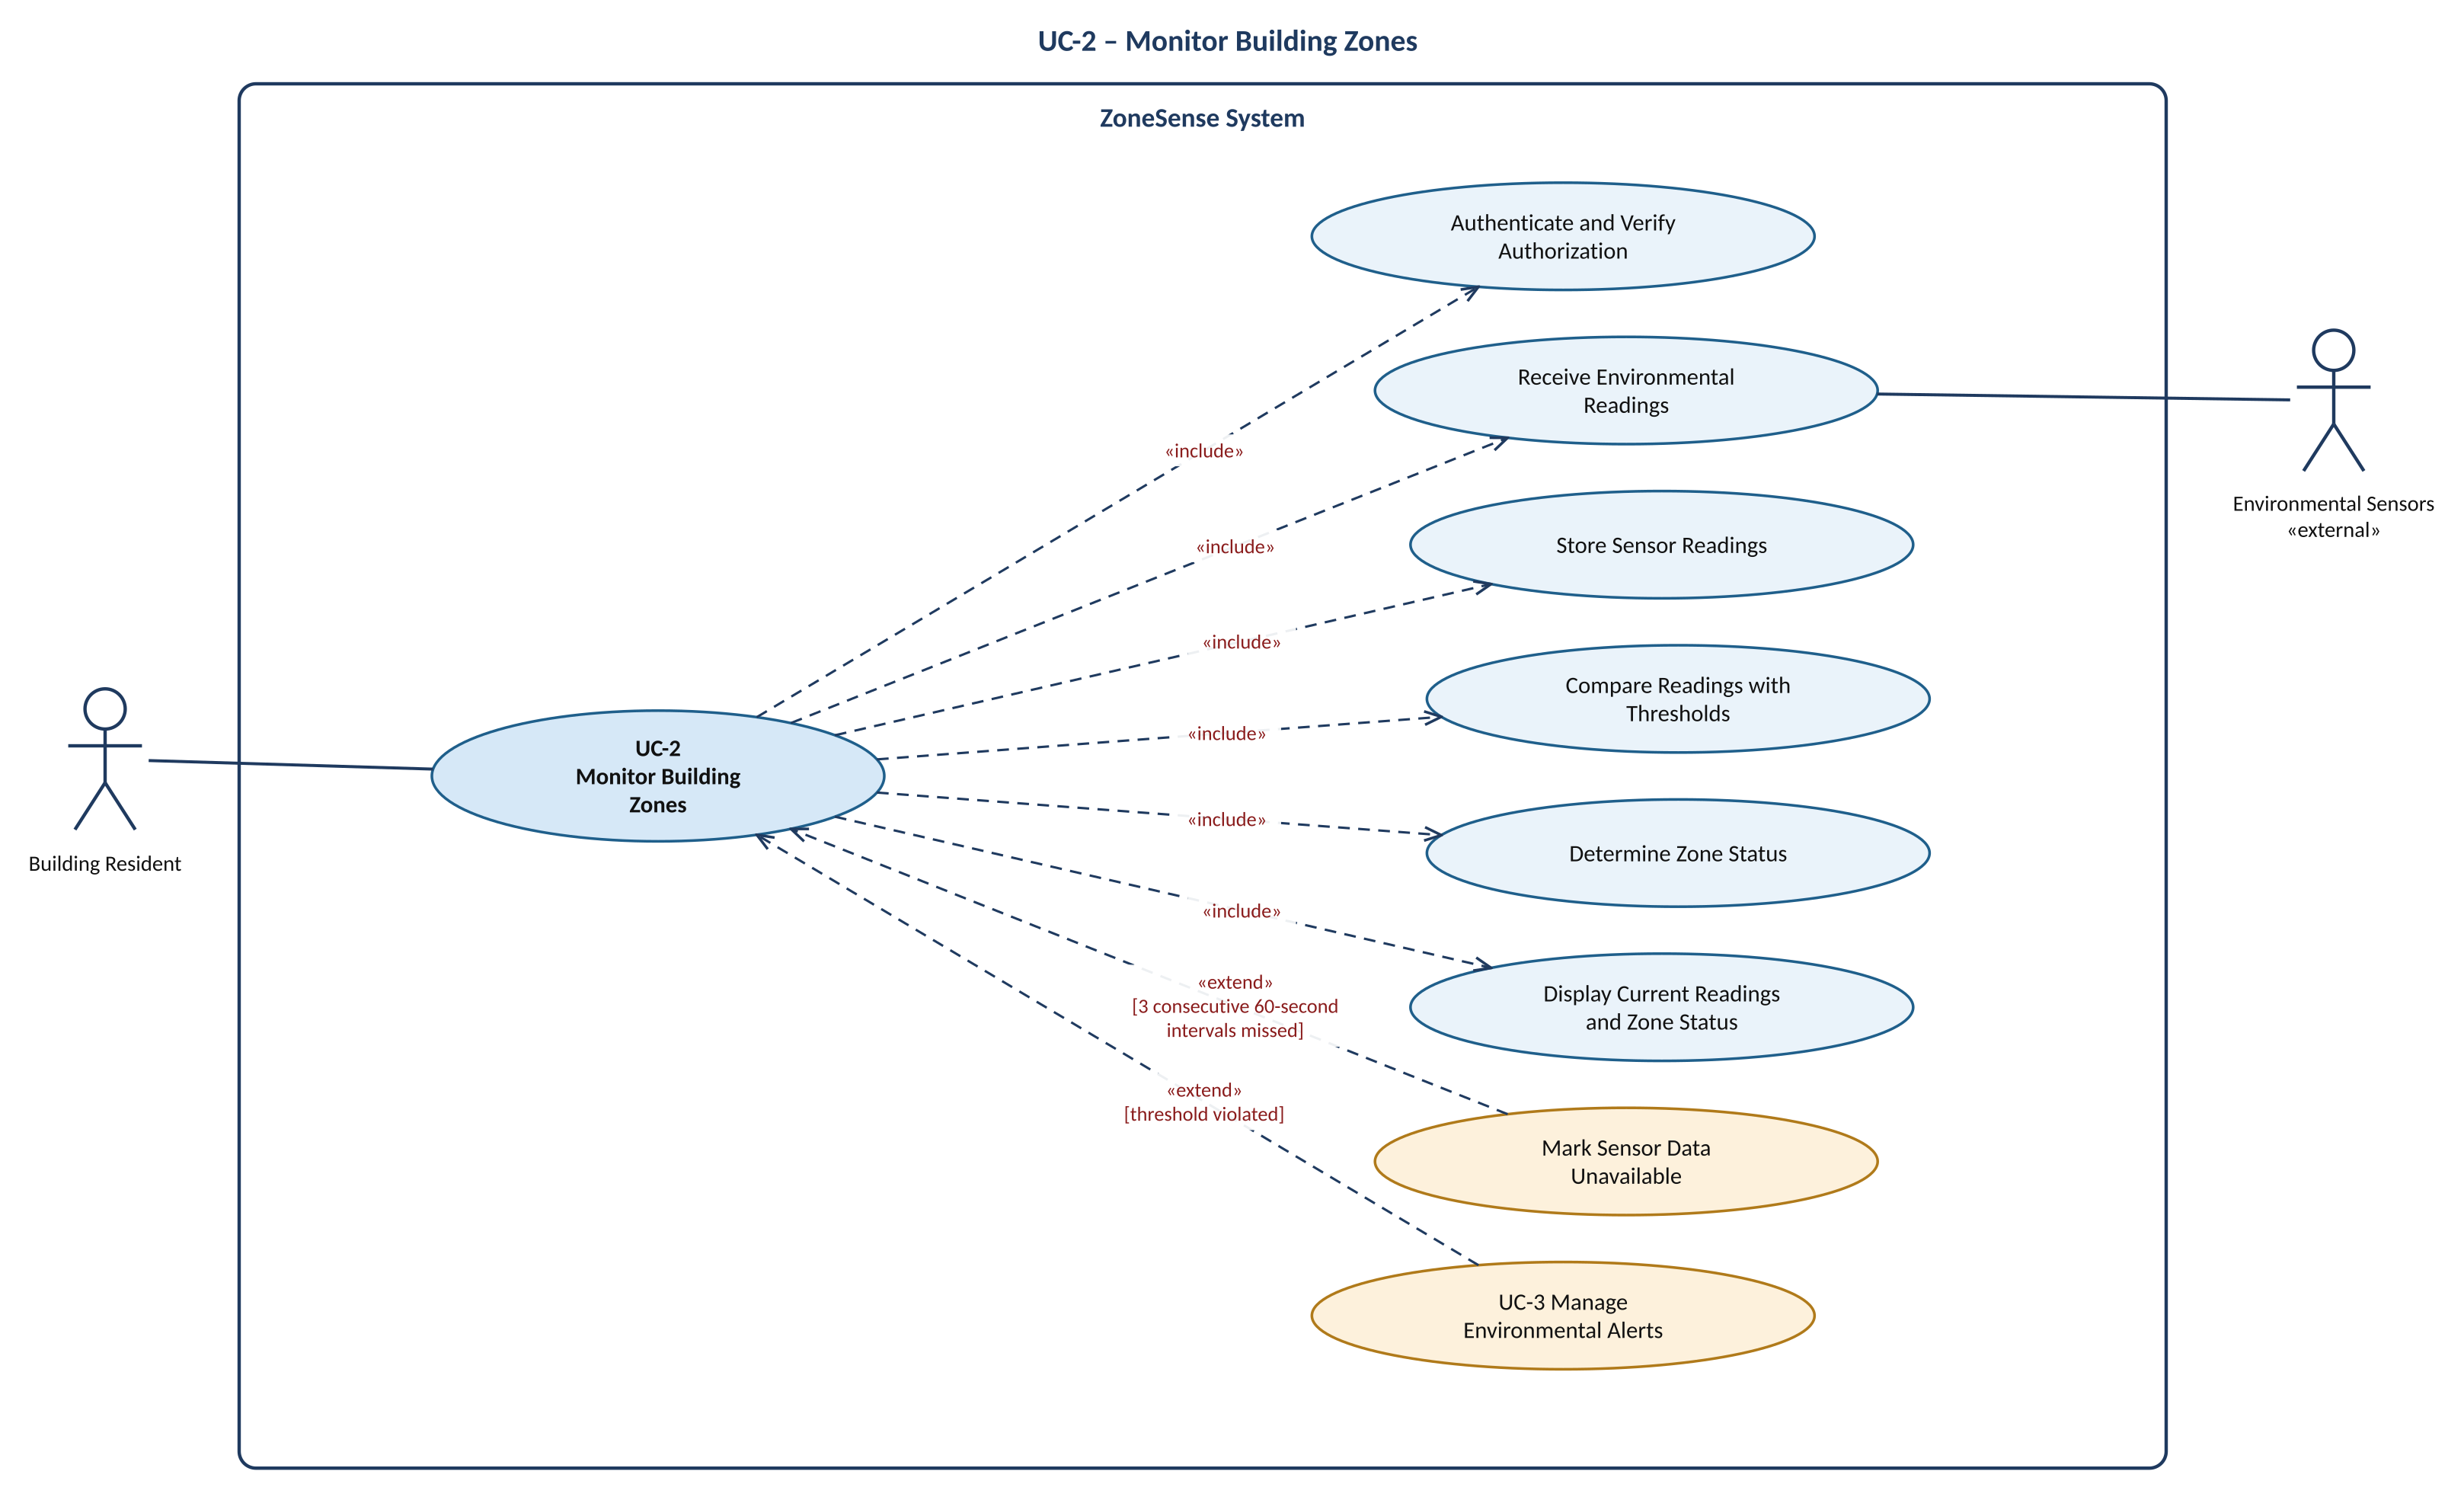 UC-2 – Monitor Building Zones
ZoneSense System
Authenticate and Verify
Authorization
Receive Environmental
Readings
«include»
Environmental Sensors
«external»
«include»
Store Sensor Readings
«include»
Compare Readings with
Thresholds
«include»
UC-2
Monitor Building
Zones
Building Resident
«include»
Determine Zone Status
«include»
Display Current Readings
and Zone Status
«extend»
[3 consecutive 60-second
intervals missed]
«extend»
[threshold violated]
Mark Sensor Data
Unavailable
UC-3 Manage
Environmental Alerts